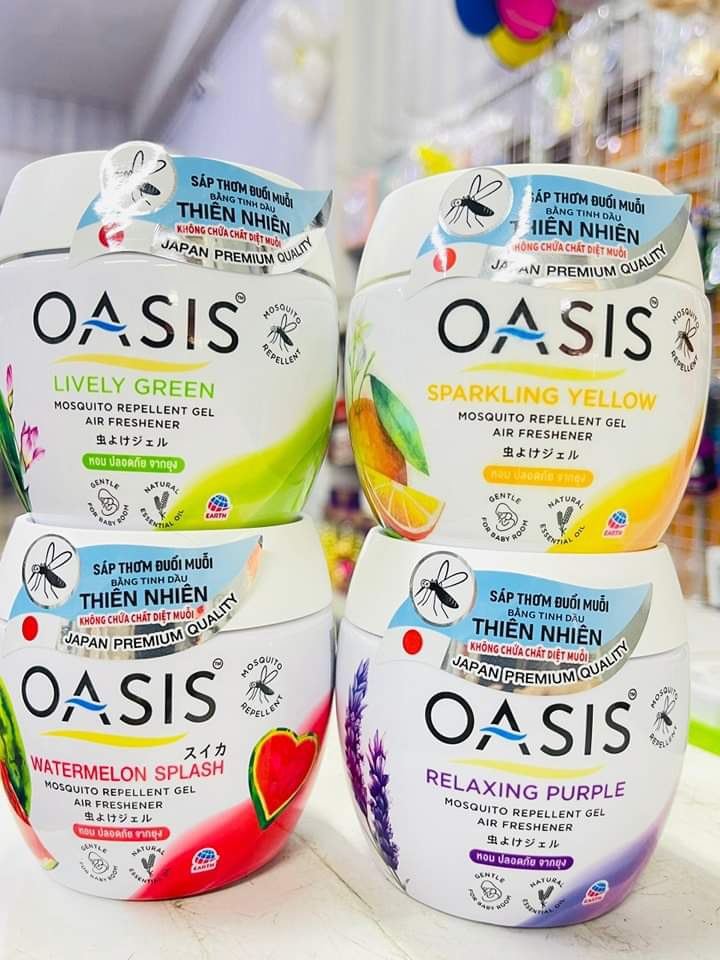 SÁP THƠM ĐUỔI MUỖI
BẰNG TINH DẦU
THIÊN NHIÊN
KHÔNG CHỨA CHẤT DIỆT MUỖI
JAPAN PREMIUM QUALITY
OASIS™
MOSQUITO REPELLENT
LIVELY GREEN
MOSQUITO REPELLENT GEL
AIR FRESHENER
虫よけジェル
หอม ปลอดภัย จากยุง
GENTLE FOR BABY ROOM
NATURAL ESSENTIAL OIL
EARTH
SÁP THƠM ĐUỔI MUỖI
BẰNG TINH DẦU
THIÊN NHIÊN
KHÔNG CHỨA CHẤT DIỆT MUỖI
JAPAN PREMIUM QUALITY
OASIS™
MOSQUITO REPELLENT
SPARKLING YELLOW
MOSQUITO REPELLENT GEL
AIR FRESHENER
虫よけジェル
หอม ปลอดภัย จากยุง
GENTLE FOR BABY ROOM
NATURAL ESSENTIAL OIL
EARTH
SÁP THƠM ĐUỔI MUỖI
BẰNG TINH DẦU
THIÊN NHIÊN
KHÔNG CHỨA CHẤT DIỆT MUỖI
JAPAN PREMIUM QUALITY
OASIS™
MOSQUITO REPELLENT
スイカ
WATERMELON SPLASH
MOSQUITO REPELLENT GEL
AIR FRESHENER
虫よけジェル
หอม ปลอดภัย จากยุง
GENTLE FOR BABY ROOM
NATURAL ESSENTIAL OIL
EARTH
SÁP THƠM ĐUỔI MUỖI
BẰNG TINH DẦU
THIÊN NHIÊN
KHÔNG CHỨA CHẤT DIỆT MUỖI
JAPAN PREMIUM QUALITY
OASIS™
MOSQUITO REPELLENT
RELAXING PURPLE
MOSQUITO REPELLENT GEL
AIR FRESHENER
虫よけジェル
หอม ปลอดภัย จากยุง
GENTLE FOR BABY ROOM
NATURAL ESSENTIAL OIL
EARTH